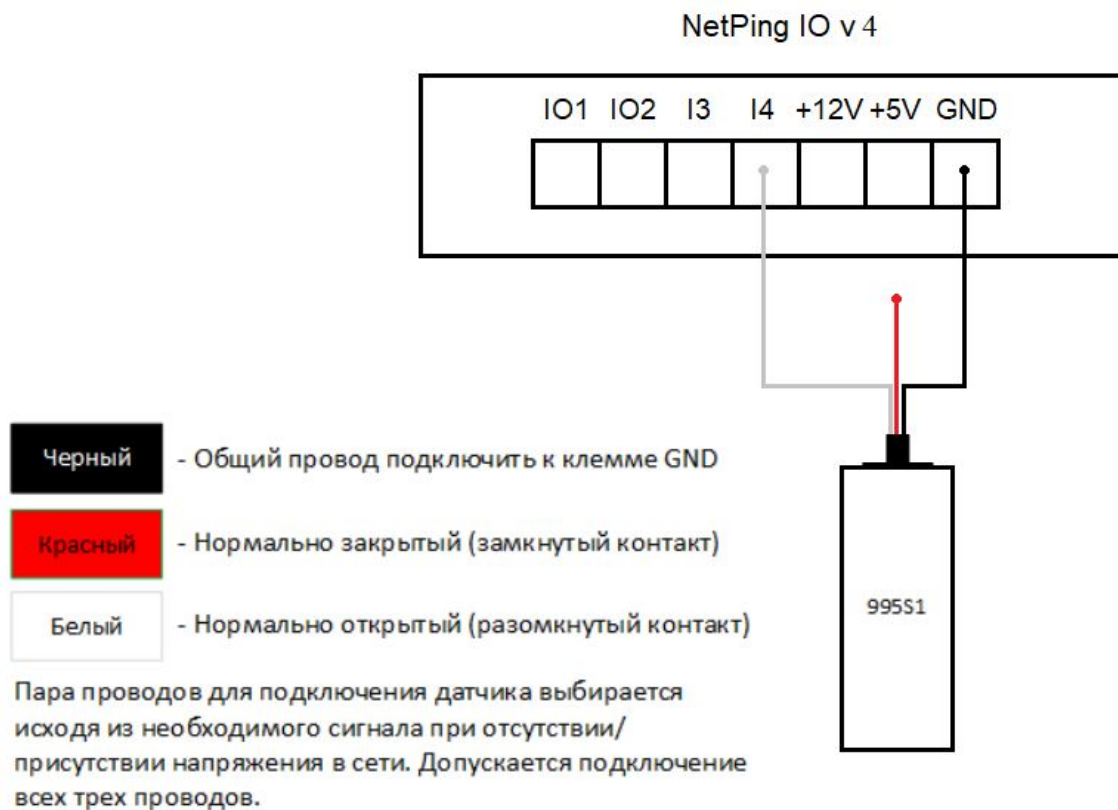 NetPing IO v 4
IO1 IO2 I3 I4 +12V +5V GND
Черный - Общий провод подключить к клемме GND
Красный - Нормально закрытый (замкнутый контакт)
Белый - Нормально открытый (разомкнутый контакт)
995S1
Пара проводов для подключения датчика выбирается
исходя из необходимого сигнала при отсутствии/
присутствии напряжения в сети. Допускается подключение
всех трех проводов.